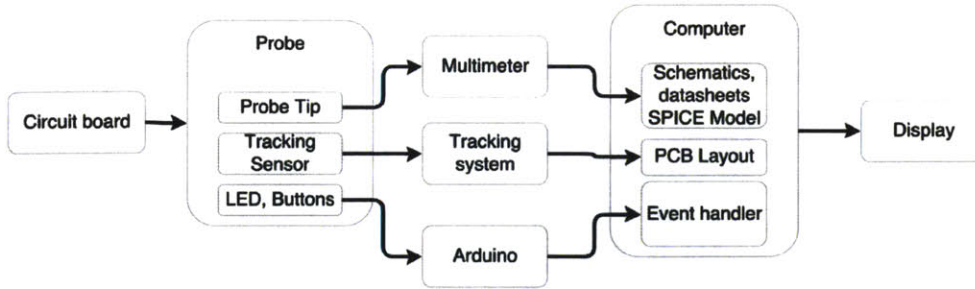 Circuit board
Probe
Probe Tip
Tracking
Sensor
LED, Buttons
Multimeter
Tracking
system
Arduino
Computer
Schematics,
datasheets
SPICE Model
PCB Layout
Event handler
Display